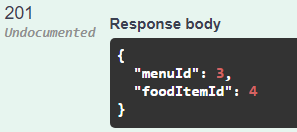 201
Undocumented
Response body
{
  "menuId": 3,
  "foodItemId": 4
}